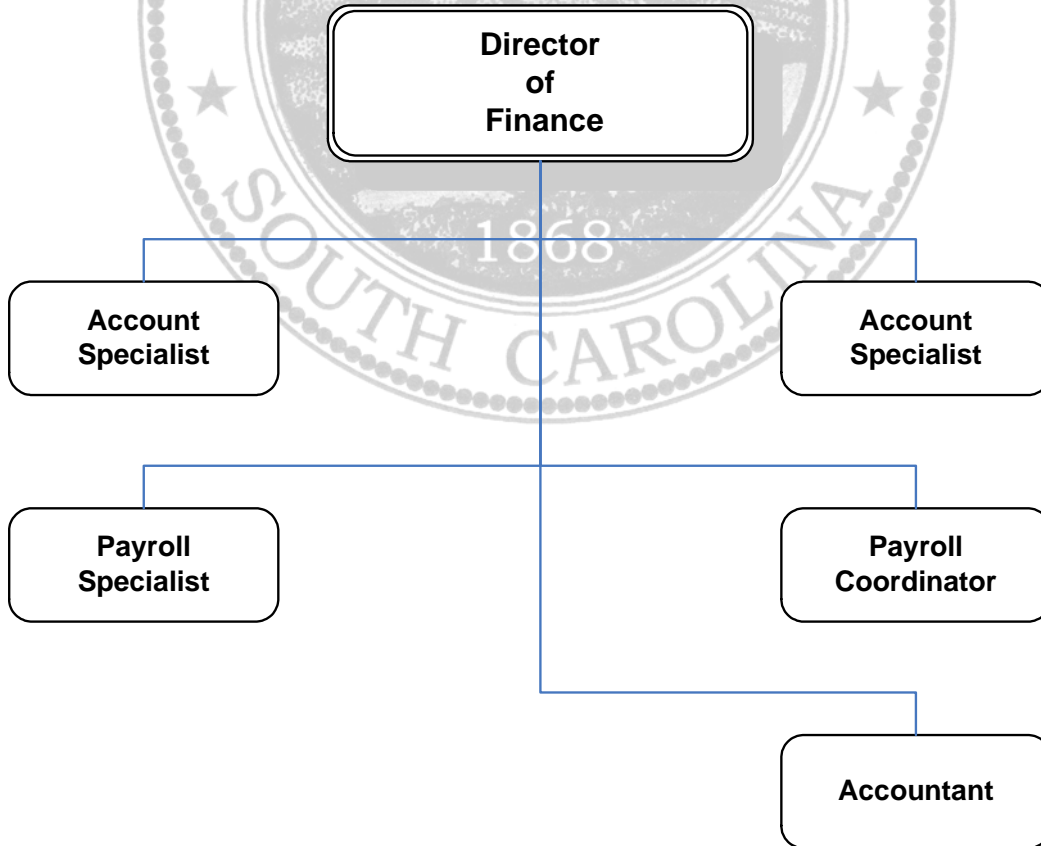 Director
of
Finance
1868
SOUTH CAROLINA
Account
Specialist
Account
Specialist
Payroll
Specialist
Payroll
Coordinator
Accountant